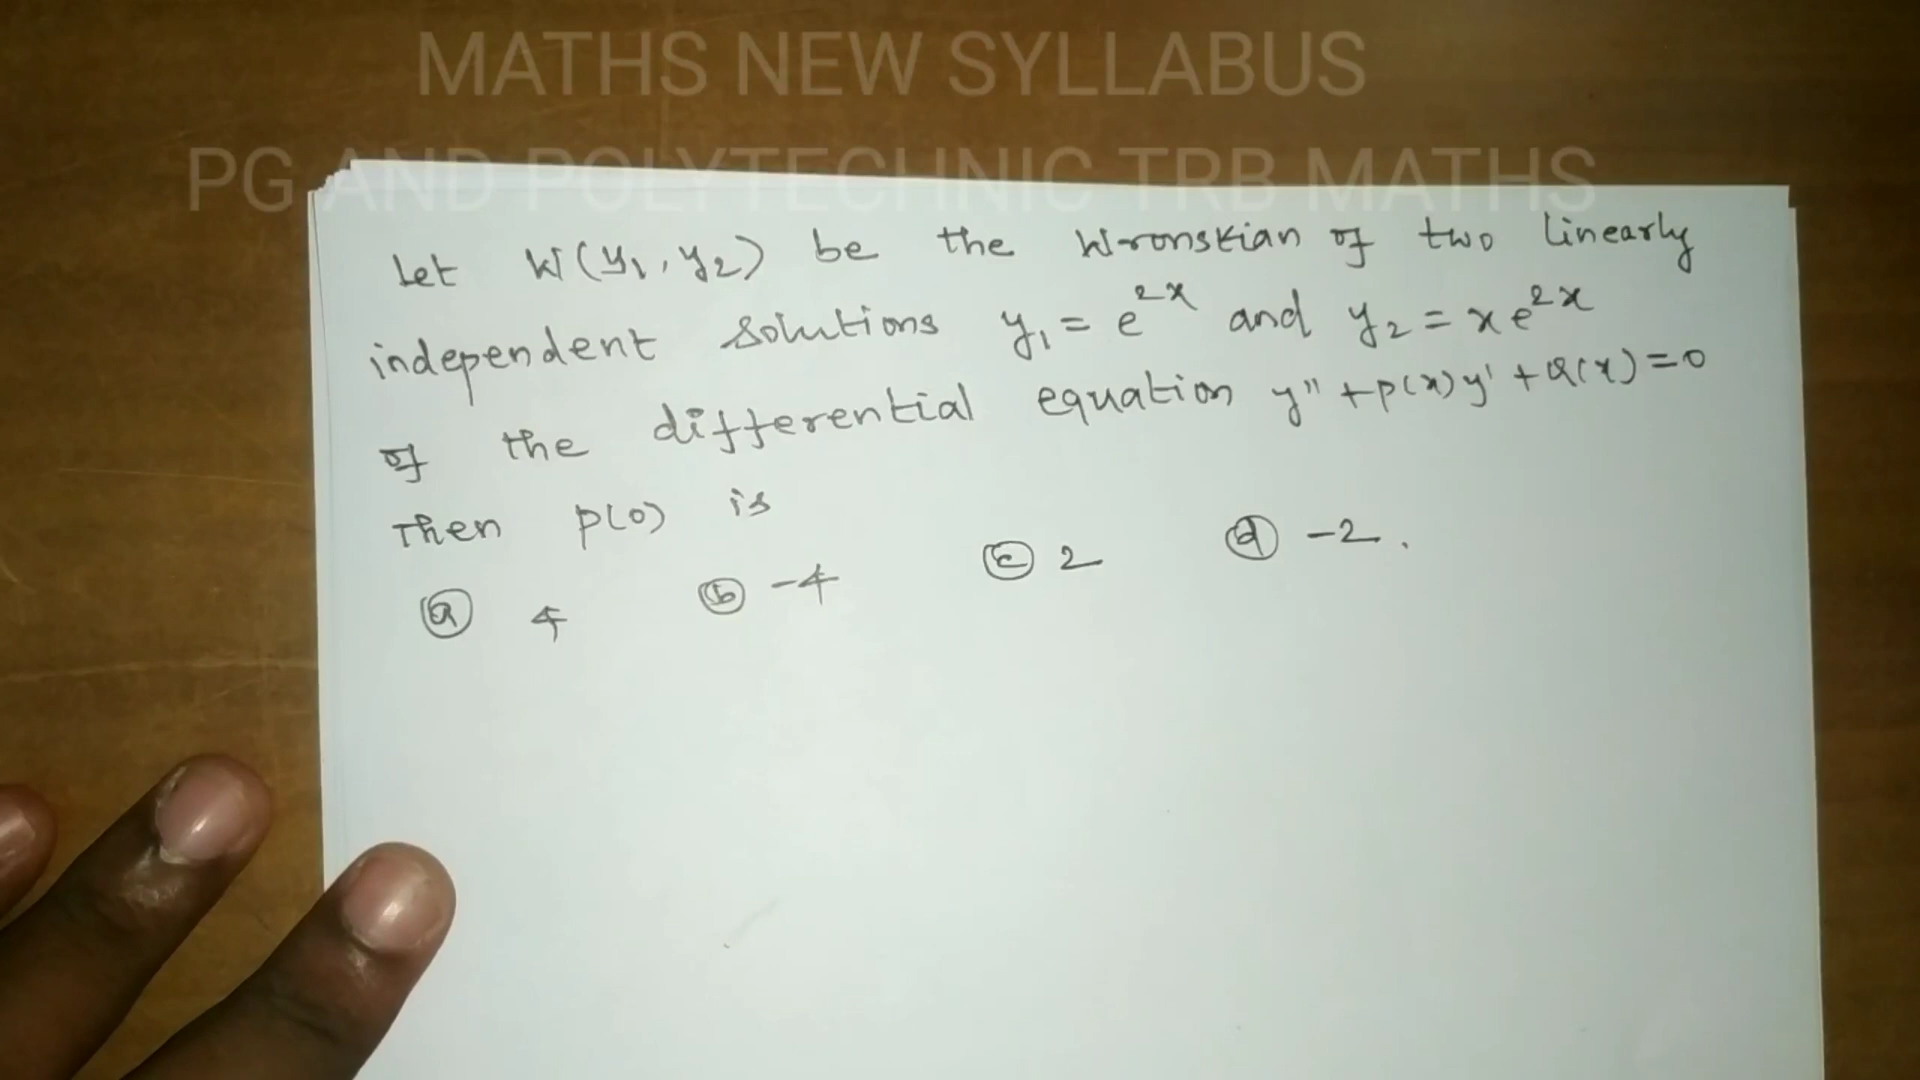 MATHS NEW SYLLABUS
PG AND POLYTECHNIC TRB MATHS
Let W(y₁, y₂) be the Wronskian of two linearly
independent solutions y₁ = e^2x and y₂ = xe^2x
of the differential equation y'' + p(x)y' + Q(x) = 0
Then p(0) is
ⓐ 4 ⓑ -4 ⓒ 2 ⓓ -2.